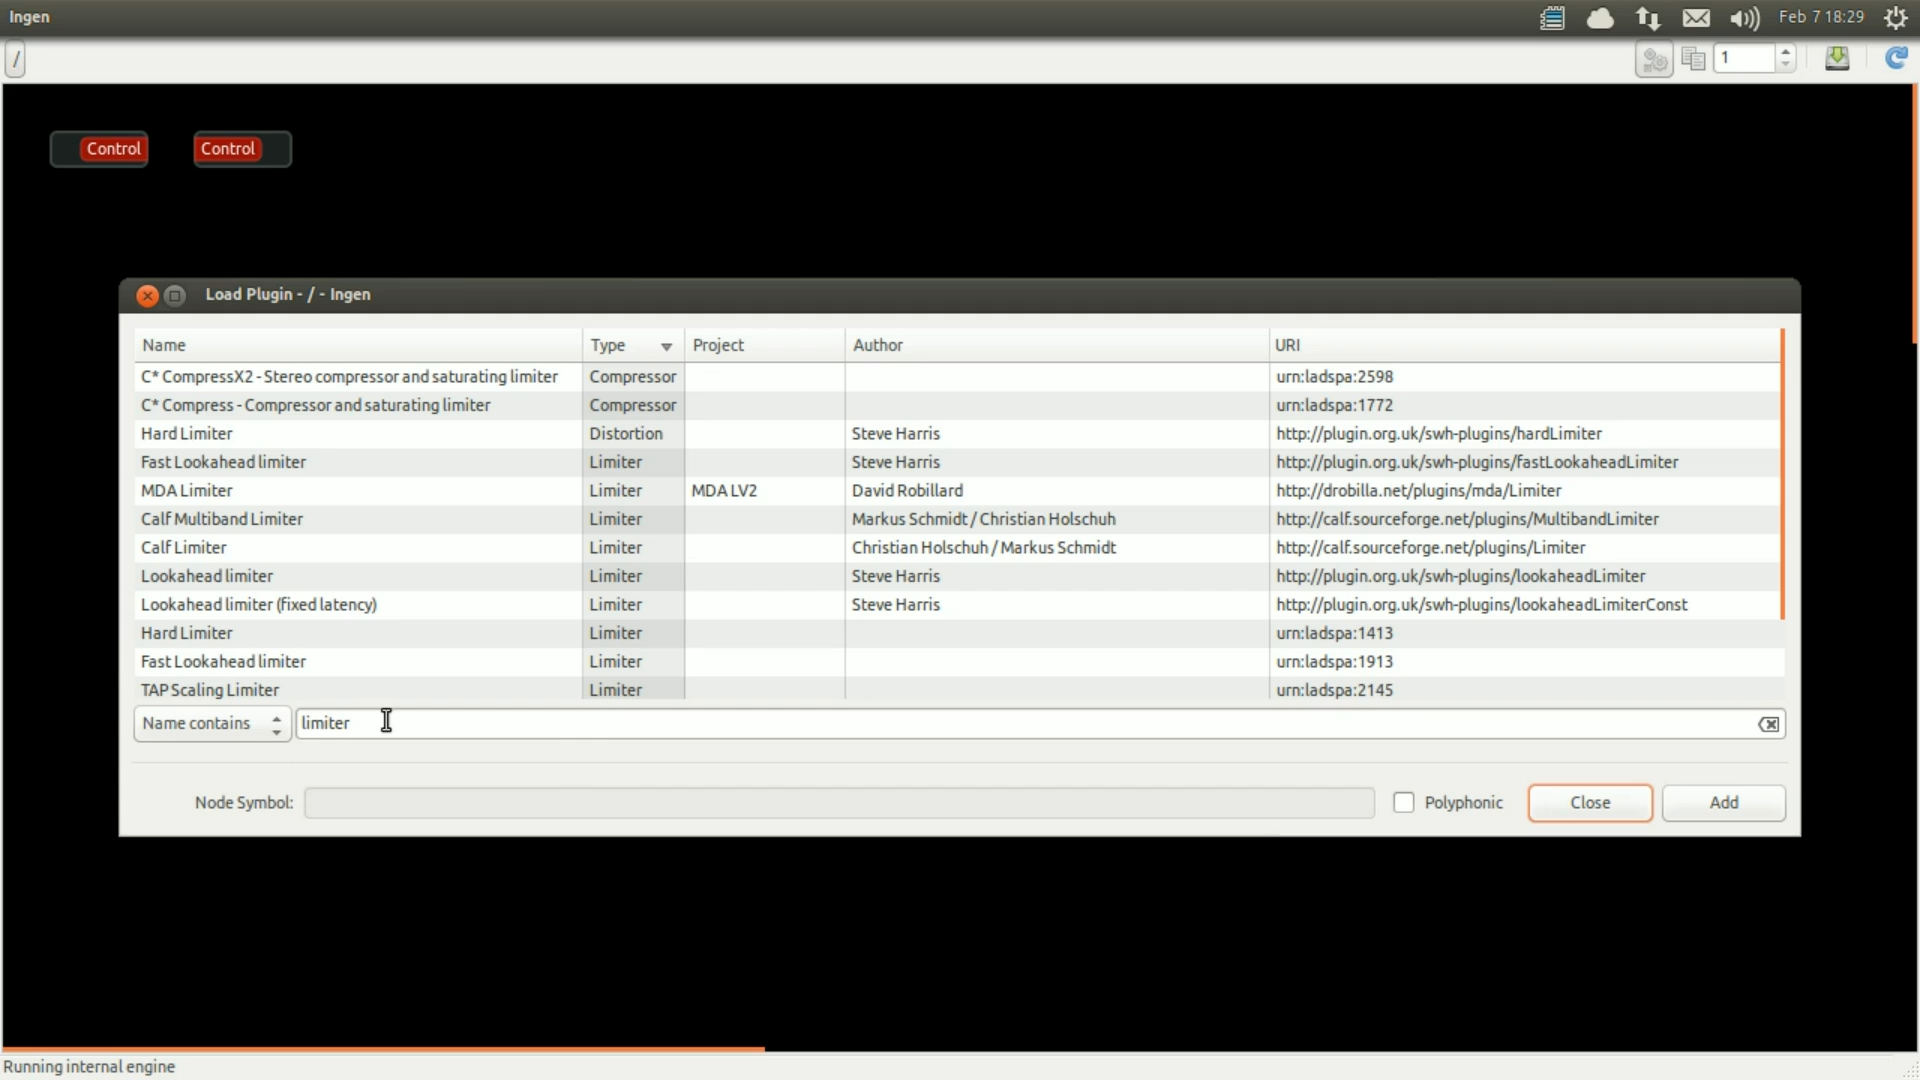 Ingen
Feb 7 18:29
/
1
Control Control
Load Plugin - / - Ingen
Name Type Project Author URI
C* CompressX2 - Stereo compressor and saturating limiter Compressor urn:ladspa:2598
C* Compress - Compressor and saturating limiter Compressor urn:ladspa:1772
Hard Limiter Distortion Steve Harris http://plugin.org.uk/swh-plugins/hardLimiter
Fast Lookahead limiter Limiter Steve Harris http://plugin.org.uk/swh-plugins/fastLookaheadLimiter
MDA Limiter Limiter MDA LV2 David Robillard http://drobilla.net/plugins/mda/Limiter
Calf Multiband Limiter Limiter Markus Schmidt / Christian Holschuh http://calf.sourceforge.net/plugins/MultibandLimiter
Calf Limiter Limiter Christian Holschuh / Markus Schmidt http://calf.sourceforge.net/plugins/Limiter
Lookahead limiter Limiter Steve Harris http://plugin.org.uk/swh-plugins/lookaheadLimiter
Lookahead limiter (fixed latency) Limiter Steve Harris http://plugin.org.uk/swh-plugins/lookaheadLimiterConst
Hard Limiter Limiter urn:ladspa:1413
Fast Lookahead limiter Limiter urn:ladspa:1913
TAP Scaling Limiter Limiter urn:ladspa:2145
Name contains limiter
Node Symbol: Polyphonic Close Add
Running internal engine